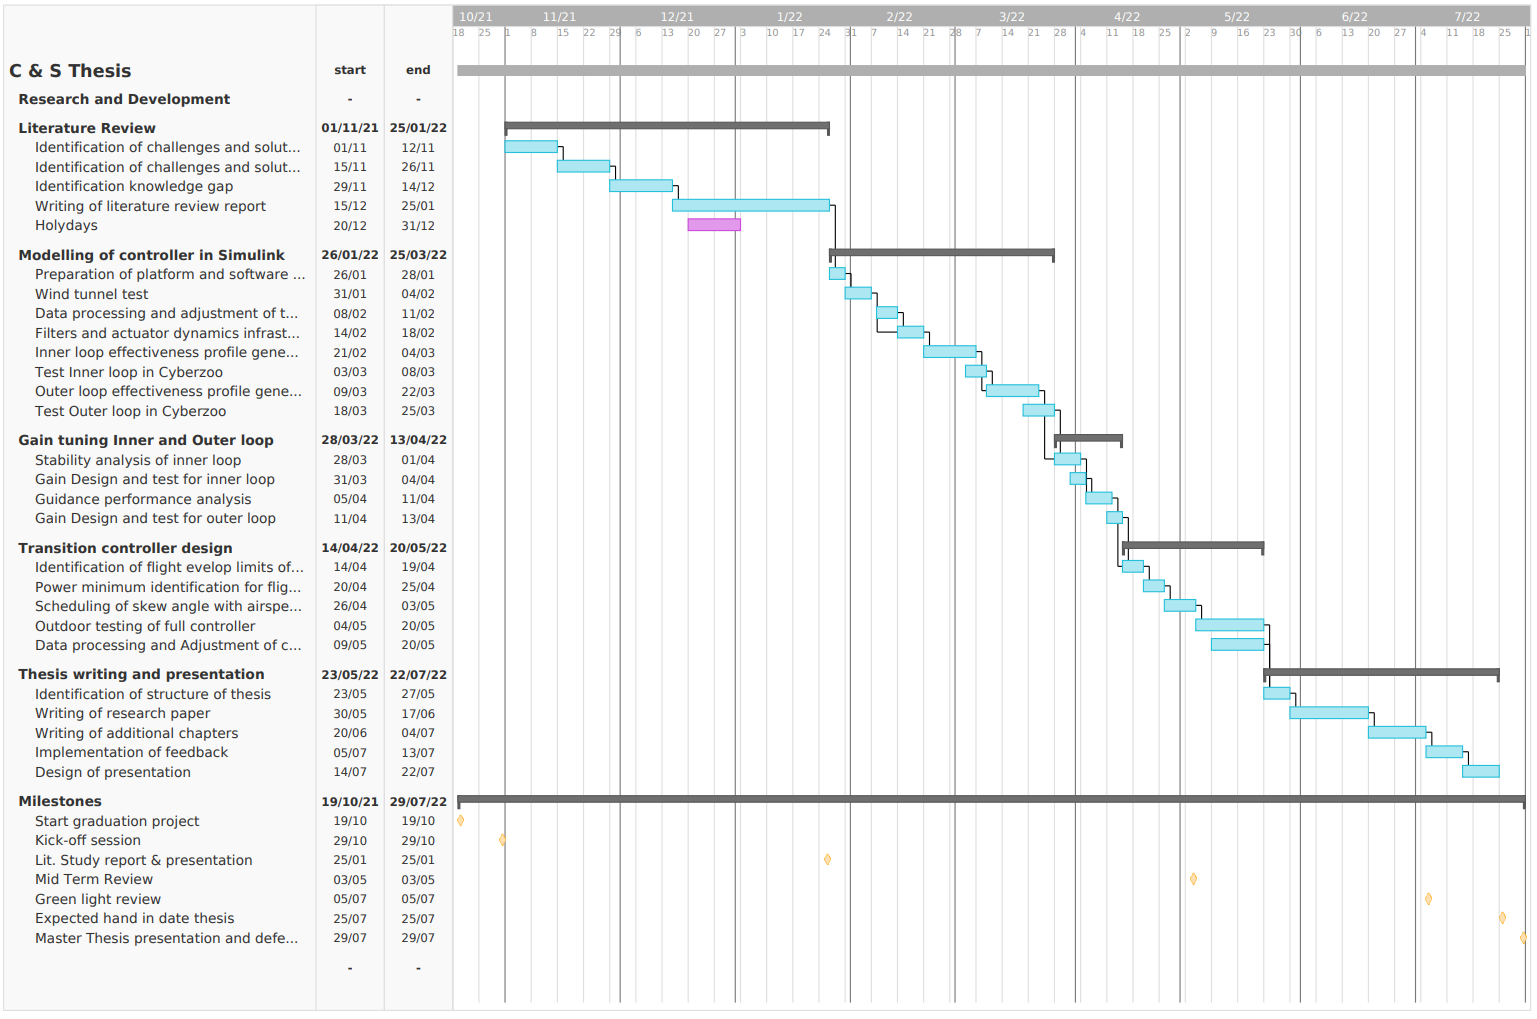 10/21 11/21 12/21 1/22 2/22 3/22 4/22 5/22 6/22 7/22
18 25 1 8 15 22 29 6 13 20 27 3 10 17 24 31 7 14 21 28 7 14 21 28 4 11 18 25 2 9 16 23 30 6 13 20 27 4 11 18 25 1
C & S Thesis start end
Research and Development - -
Literature Review 01/11/21 25/01/22
Identification of challenges and solut... 01/11 12/11
Identification of challenges and solut... 15/11 26/11
Identification knowledge gap 29/11 14/12
Writing of literature review report 15/12 25/01
Holydays 20/12 31/12
Modelling of controller in Simulink 26/01/22 25/03/22
Preparation of platform and software ... 26/01 28/01
Wind tunnel test 31/01 04/02
Data processing and adjustment of t... 08/02 11/02
Filters and actuator dynamics infrast... 14/02 18/02
Inner loop effectiveness profile gene... 21/02 04/03
Test Inner loop in Cyberzoo 03/03 08/03
Outer loop effectiveness profile gene... 09/03 22/03
Test Outer loop in Cyberzoo 18/03 25/03
Gain tuning Inner and Outer loop 28/03/22 13/04/22
Stability analysis of inner loop 28/03 01/04
Gain Design and test for inner loop 31/03 04/04
Guidance performance analysis 05/04 11/04
Gain Design and test for outer loop 11/04 13/04
Transition controller design 14/04/22 20/05/22
Identification of flight evelop limits of... 14/04 19/04
Power minimum identification for flig... 20/04 25/04
Scheduling of skew angle with airspe... 26/04 03/05
Outdoor testing of full controller 04/05 20/05
Data processing and Adjustment of c... 09/05 20/05
Thesis writing and presentation 23/05/22 22/07/22
Identification of structure of thesis 23/05 27/05
Writing of research paper 30/05 17/06
Writing of additional chapters 20/06 04/07
Implementation of feedback 05/07 13/07
Design of presentation 14/07 22/07
Milestones 19/10/21 29/07/22
Start graduation project 19/10 19/10
Kick-off session 29/10 29/10
Lit. Study report & presentation 25/01 25/01
Mid Term Review 03/05 03/05
Green light review 05/07 05/07
Expected hand in date thesis 25/07 25/07
Master Thesis presentation and defe... 29/07 29/07
- -